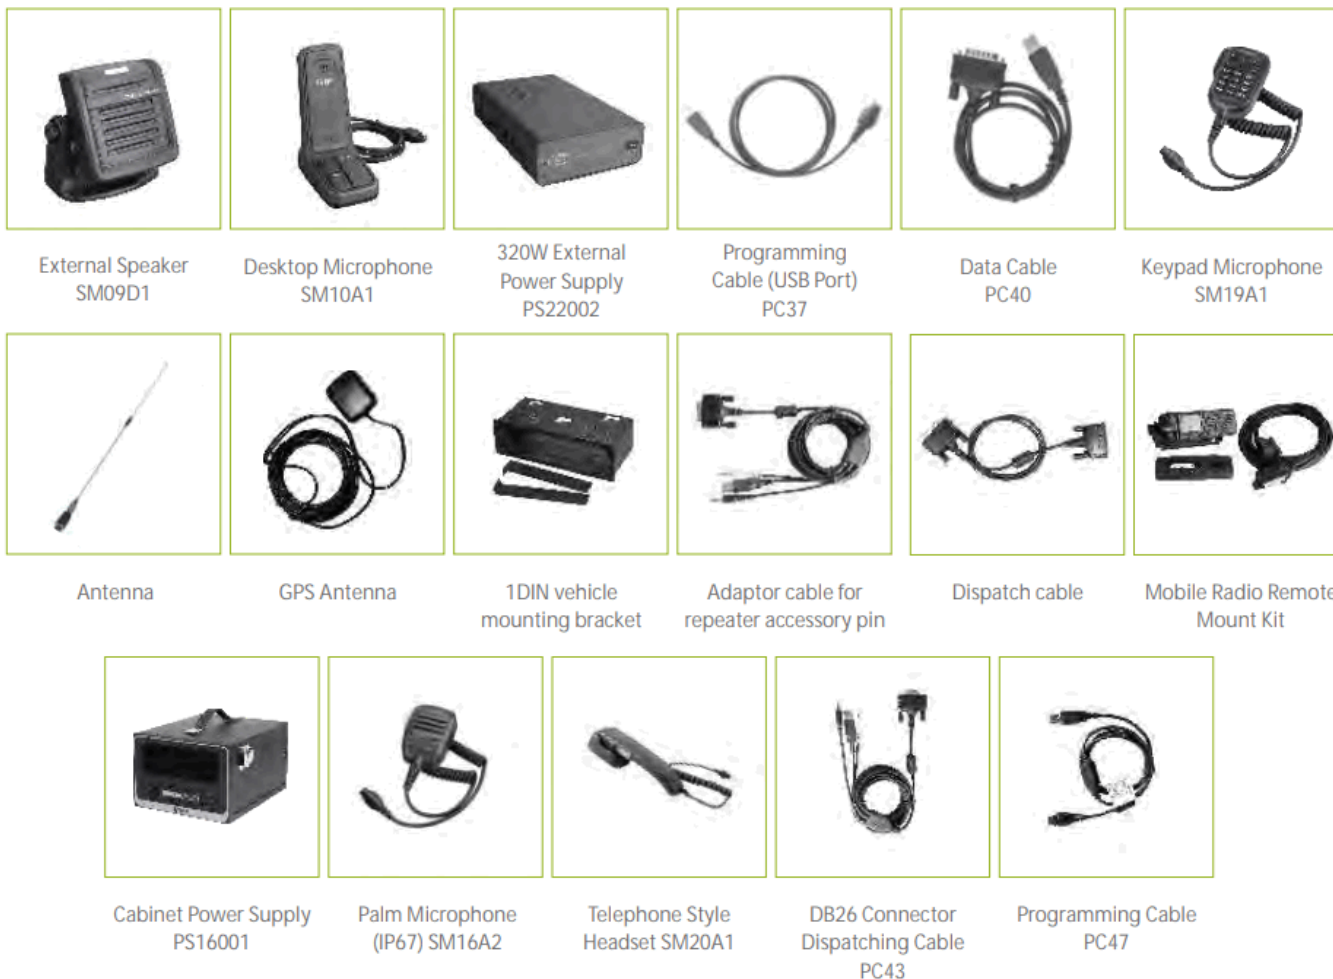 External Speaker
SM09D1
Desktop Microphone
SM10A1
320W External
Power Supply
PS22002
Programming
Cable (USB Port)
PC37
Data Cable
PC40
Keypad Microphone
SM19A1
Antenna
GPS Antenna
1DIN vehicle
mounting bracket
Adaptor cable for
repeater accessory pin
Dispatch cable
Mobile Radio Remote
Mount Kit
Cabinet Power Supply
PS16001
Palm Microphone
(IP67) SM16A2
Telephone Style
Headset SM20A1
DB26 Connector
Dispatching Cable
PC43
Programming Cable
PC47